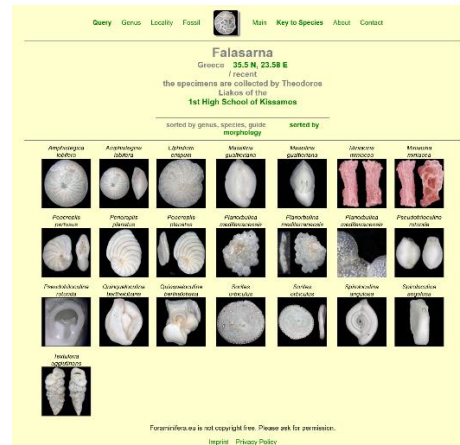 Query Genus Locality Fossil Main Key to Species About Contact
Falasarna
Greece 35.5 N, 23.58 E
/ recent
the specimens are collected by Theodoros
Liakos of the
1st High School of Kissamos
sorted by genus, species, guide sorted by
morphology
Amphistegina Amphistegina Elphidium Massilina Massilina Miniacina Miniacina
lobifera lobifera crispum gualtieriana gualtieriana miniacea miniacea
Peneroplis Peneroplis Peneroplis Planorbulina Planorbulina Planorbulina Pseudotriloculina
pertusus planatus planatus mediterranensis mediterranensis mediterranensis rotunda
Pseudotriloculina Quinqueloculina Quinqueloculina Sorites Sorites Spiroloculina Spiroloculina
rotunda berthelotiana berthelotiana orbiculus orbiculus angulosa angulosa
Textularia
agglutinans
Foraminifera.eu is not copyright free. Please ask for permission.
Imprint Privacy Policy